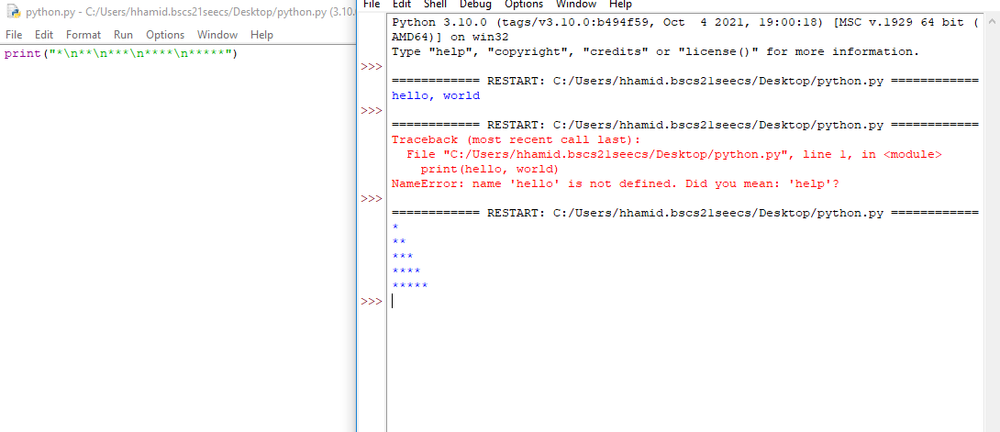 python.py - C:/Users/hhamid.bscs21seecs/Desktop/python.py (3.10.
File Edit Format Run Options Window Help
print("*\n**\n***\n****\n*****")
File Edit Shell Debug Options Window Help
Python 3.10.0 (tags/v3.10.0:b494f59, Oct  4 2021, 19:00:18) [MSC v.1929 64 bit (
AMD64)] on win32
Type "help", "copyright", "credits" or "license()" for more information.
>>>
============ RESTART: C:/Users/hhamid.bscs21seecs/Desktop/python.py ============
hello, world
>>>
============ RESTART: C:/Users/hhamid.bscs21seecs/Desktop/python.py ============
Traceback (most recent call last):
  File "C:/Users/hhamid.bscs21seecs/Desktop/python.py", line 1, in <module>
    print(hello, world)
NameError: name 'hello' is not defined. Did you mean: 'help'?
>>>
============ RESTART: C:/Users/hhamid.bscs21seecs/Desktop/python.py ============
*
**
***
****
*****
>>>